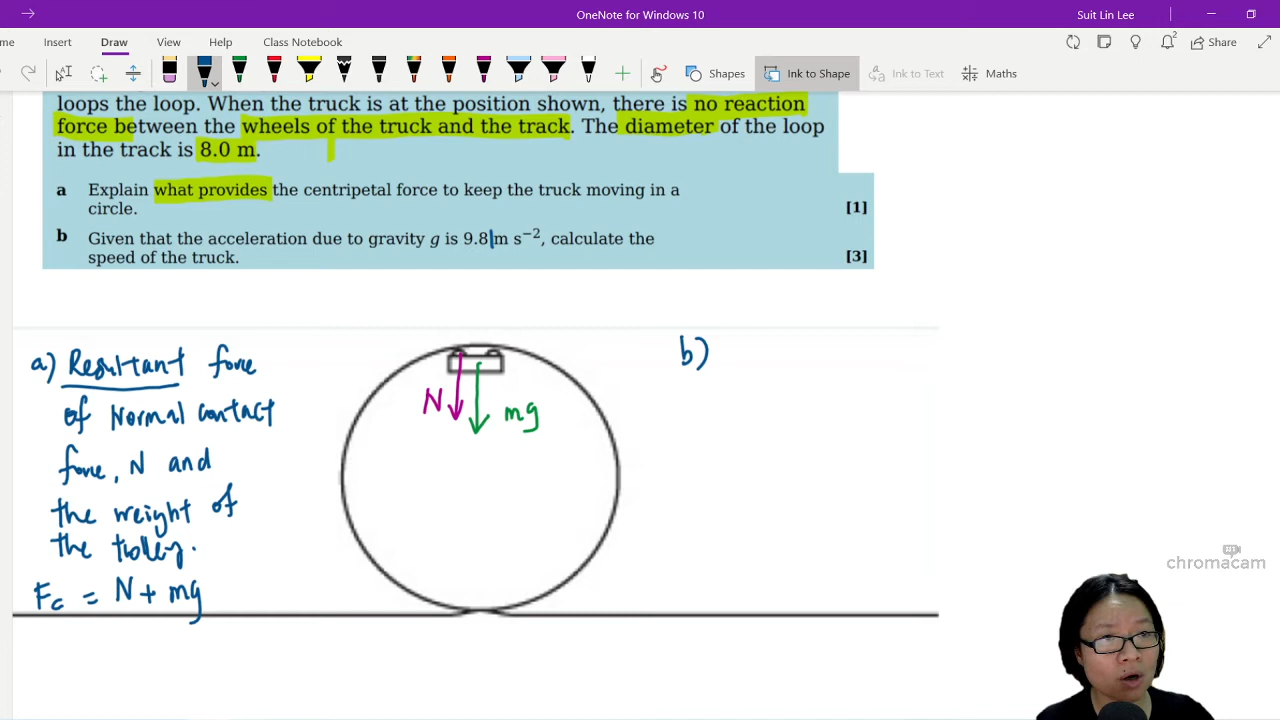 OneNote for Windows 10
Suit Lin Lee
me Insert Draw View Help Class Notebook
Share
Shapes Ink to Shape Ink to Text Maths
loops the loop. When the truck is at the position shown, there is no reaction
force between the wheels of the truck and the track. The diameter of the loop
in the track is 8.0 m.
a Explain what provides the centripetal force to keep the truck moving in a
circle. [1]
b Given that the acceleration due to gravity g is 9.8 m s⁻², calculate the
speed of the truck. [3]
a) Resultant force
of Normal contact
force, N and
the weight of
the trolley.
Fc = N + mg
N
mg
b)
chromacam